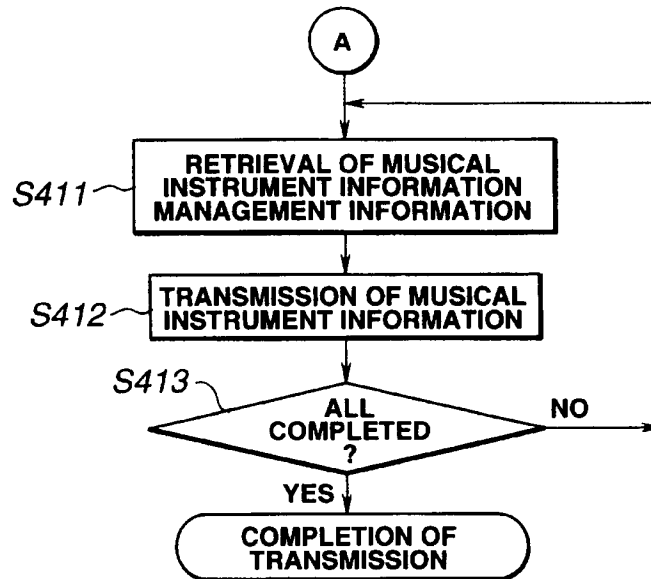 A
S411
RETRIEVAL OF MUSICAL
INSTRUMENT INFORMATION
MANAGEMENT INFORMATION
S412
TRANSMISSION OF MUSICAL
INSTRUMENT INFORMATION
S413
ALL
COMPLETED
?
NO
YES
COMPLETION OF
TRANSMISSION